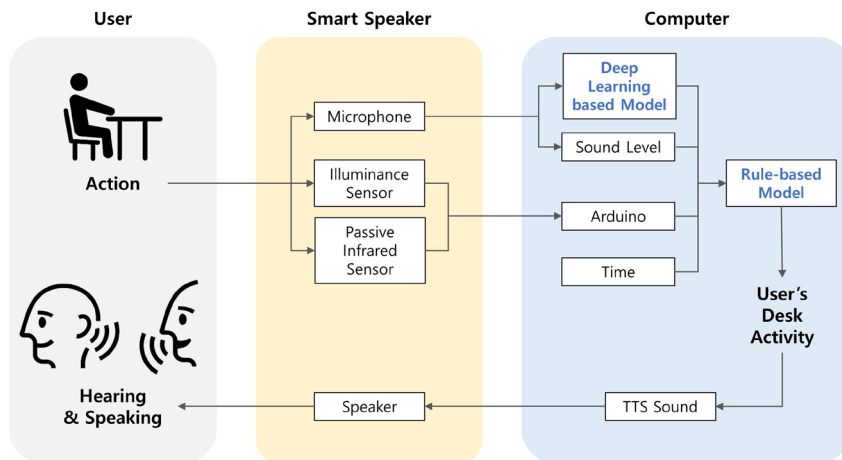 User
Smart Speaker
Computer
Action
Microphone
Illuminance
Sensor
Passive
Infrared
Sensor
Deep
Learning
based Model
Sound Level
Arduino
Time
Rule-based
Model
User's
Desk
Activity
TTS Sound
Speaker
Hearing
& Speaking